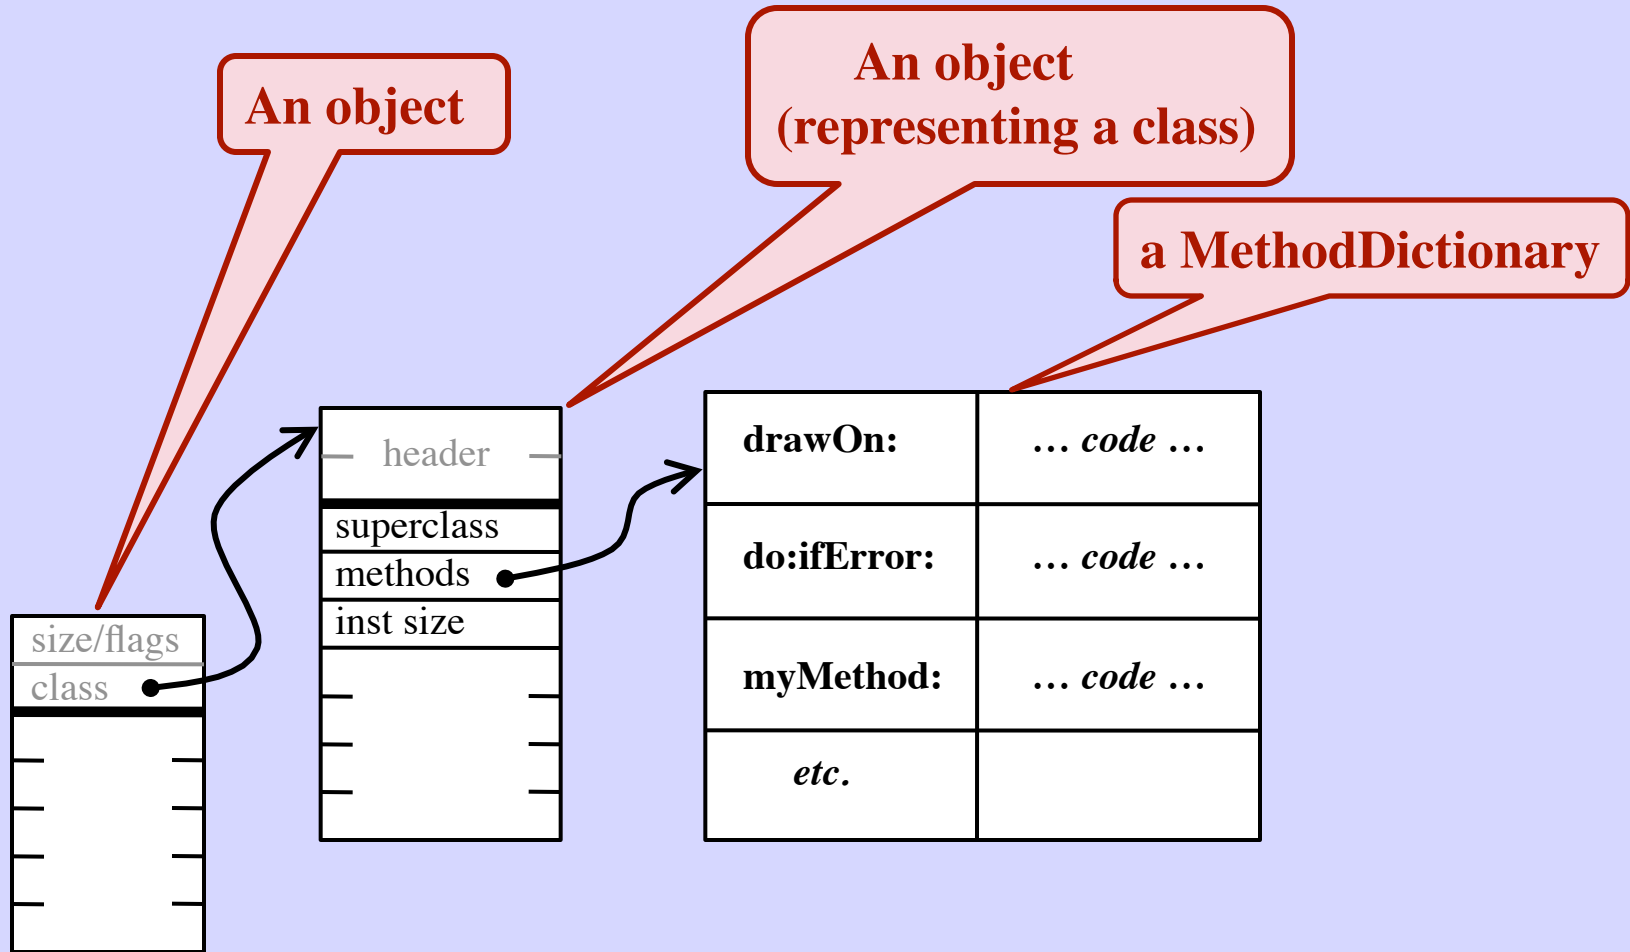 An object
An object
(representing a class)
a MethodDictionary
size/flags
class
header
superclass
methods
inst size
drawOn: … code …
do:ifError: … code …
myMethod: … code …
etc.